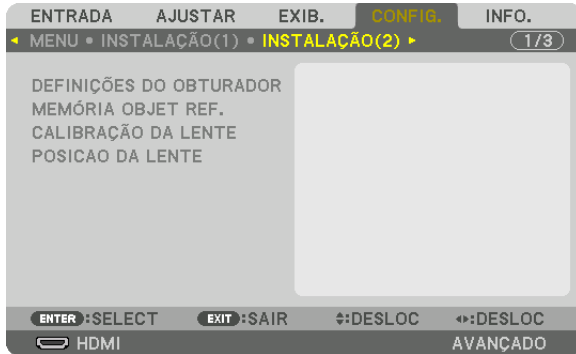 ENTRADA AJUSTAR EXIB. CONFIG. INFO.
MENU • INSTALAÇÃO(1) • INSTALAÇÃO(2) 1/3
DEFINIÇÕES DO OBTURADOR
MEMÓRIA OBJET REF.
CALIBRAÇÃO DA LENTE
POSICAO DA LENTE
ENTER :SELECT EXIT :SAIR :DESLOC :DESLOC
HDMI AVANÇADO